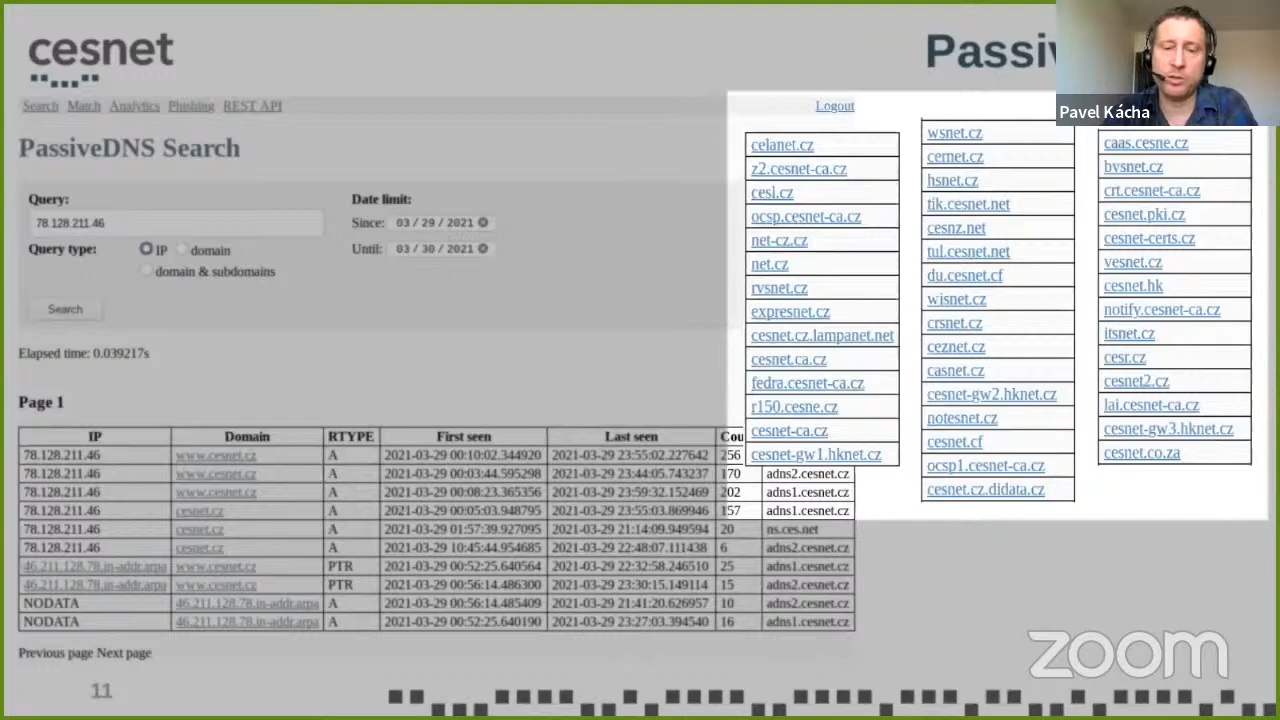 cesnet
Passiv
Pavel Kácha
Search Match Analytics Phishing REST API
Logout
PassiveDNS Search
Query:
78.128.211.46
Query type:
IP
domain
domain & subdomains
Date limit:
Since: 03 / 29 / 2021
Until: 03 / 30 / 2021
Search
Elapsed time: 0.039217s
Page 1
IP Domain RTYPE First seen Last seen Cou
78.128.211.46 www.cesnet.cz A 2021-03-29 00:10:02.344920 2021-03-29 23:55:02.227642 256
78.128.211.46 www.cesnet.cz A 2021-03-29 00:03:44.595298 2021-03-29 23:44:05.743237 170 adns2.cesnet.cz
78.128.211.46 www.cesnet.cz A 2021-03-29 00:08:23.365356 2021-03-29 23:59:32.152469 202 adns1.cesnet.cz
78.128.211.46 cesnet.cz A 2021-03-29 00:05:03.948795 2021-03-29 23:55:03.869946 157 adns1.cesnet.cz
78.128.211.46 cesnet.cz A 2021-03-29 01:57:39.927095 2021-03-29 21:14:09.949594 20 ns.ces.net
78.128.211.46 cesnet.cz A 2021-03-29 10:45:44.954685 2021-03-29 22:48:07.111438 6 adns2.cesnet.cz
46.211.128.78.in-addr.arpa www.cesnet.cz PTR 2021-03-29 00:52:25.640564 2021-03-29 22:32:58.246510 25 adns1.cesnet.cz
46.211.128.78.in-addr.arpa www.cesnet.cz PTR 2021-03-29 00:56:14.486300 2021-03-29 23:30:15.149114 15 adns2.cesnet.cz
NODATA 46.211.128.78.in-addr.arpa A 2021-03-29 00:56:14.485409 2021-03-29 21:41:20.626957 10 adns2.cesnet.cz
NODATA 46.211.128.78.in-addr.arpa A 2021-03-29 00:52:25.640190 2021-03-29 23:27:03.394540 16 adns1.cesnet.cz
Previous page Next page
celanet.cz
z2.cesnet-ca.cz
cesl.cz
ocsp.cesnet-ca.cz
net-cz.cz
net.cz
rvsnet.cz
expresnet.cz
cesnet.cz.lampanet.net
cesnet.ca.cz
fedra.cesnet-ca.cz
r150.cesne.cz
cesnet-ca.cz
cesnet-gw1.hknet.cz
wsnet.cz
cernet.cz
hsnet.cz
tik.cesnet.net
cesnz.net
tul.cesnet.net
du.cesnet.cf
wisnet.cz
crsnet.cz
ceznet.cz
casnet.cz
cesnet-gw2.hknet.cz
notesnet.cz
cesnet.cf
ocsp1.cesnet-ca.cz
cesnet.cz.didata.cz
caas.cesne.cz
bvsnet.cz
crt.cesnet-ca.cz
cesnet.pki.cz
cesnet-certs.cz
vesnet.cz
cesnet.hk
notify.cesnet-ca.cz
itsnet.cz
cesr.cz
cesnet2.cz
lai.cesnet-ca.cz
cesnet-gw3.hknet.cz
cesnet.co.za
11
zoom